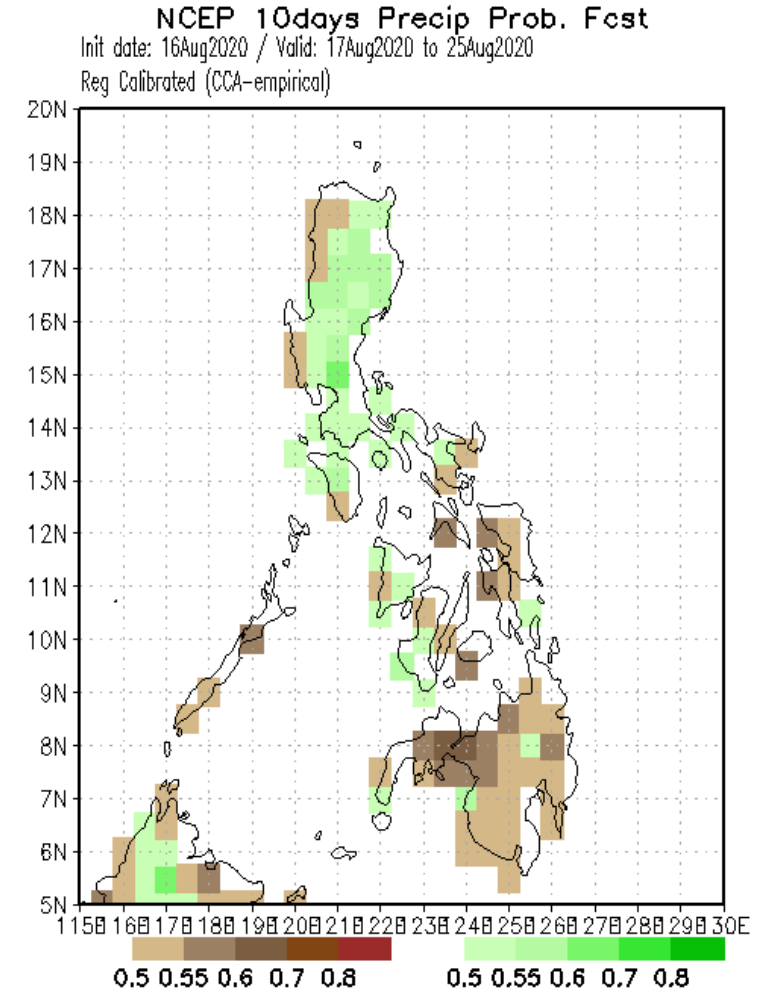 NCEP 10days Precip Prob. Fcst
Init date: 16Aug2020 / Valid: 17Aug2020 to 25Aug2020
Reg Calibrated (CCA-empirical)
20N
19N
18N
17N
16N
15N
14N
13N
12N
11N
10N
9N
8N
7N
6N
5N
115E 116E 117E 118E 119E 120E 121E 122E 123E 124E 125E 126E 127E 128E 129E 130E
0.5 0.55 0.6 0.7 0.8 0.5 0.55 0.6 0.7 0.8